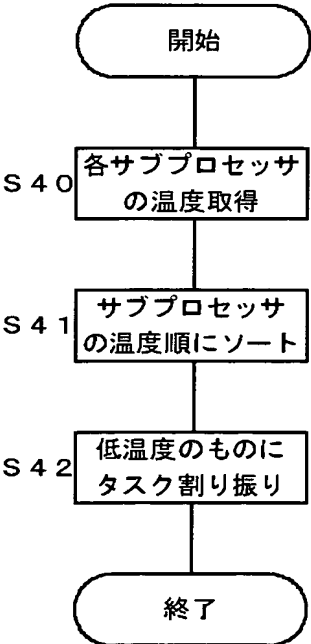 開始
S40
各サブプロセッサ
の温度取得
S41
サブプロセッサ
の温度順にソート
S42
低温度のものに
タスク割り振り
終了